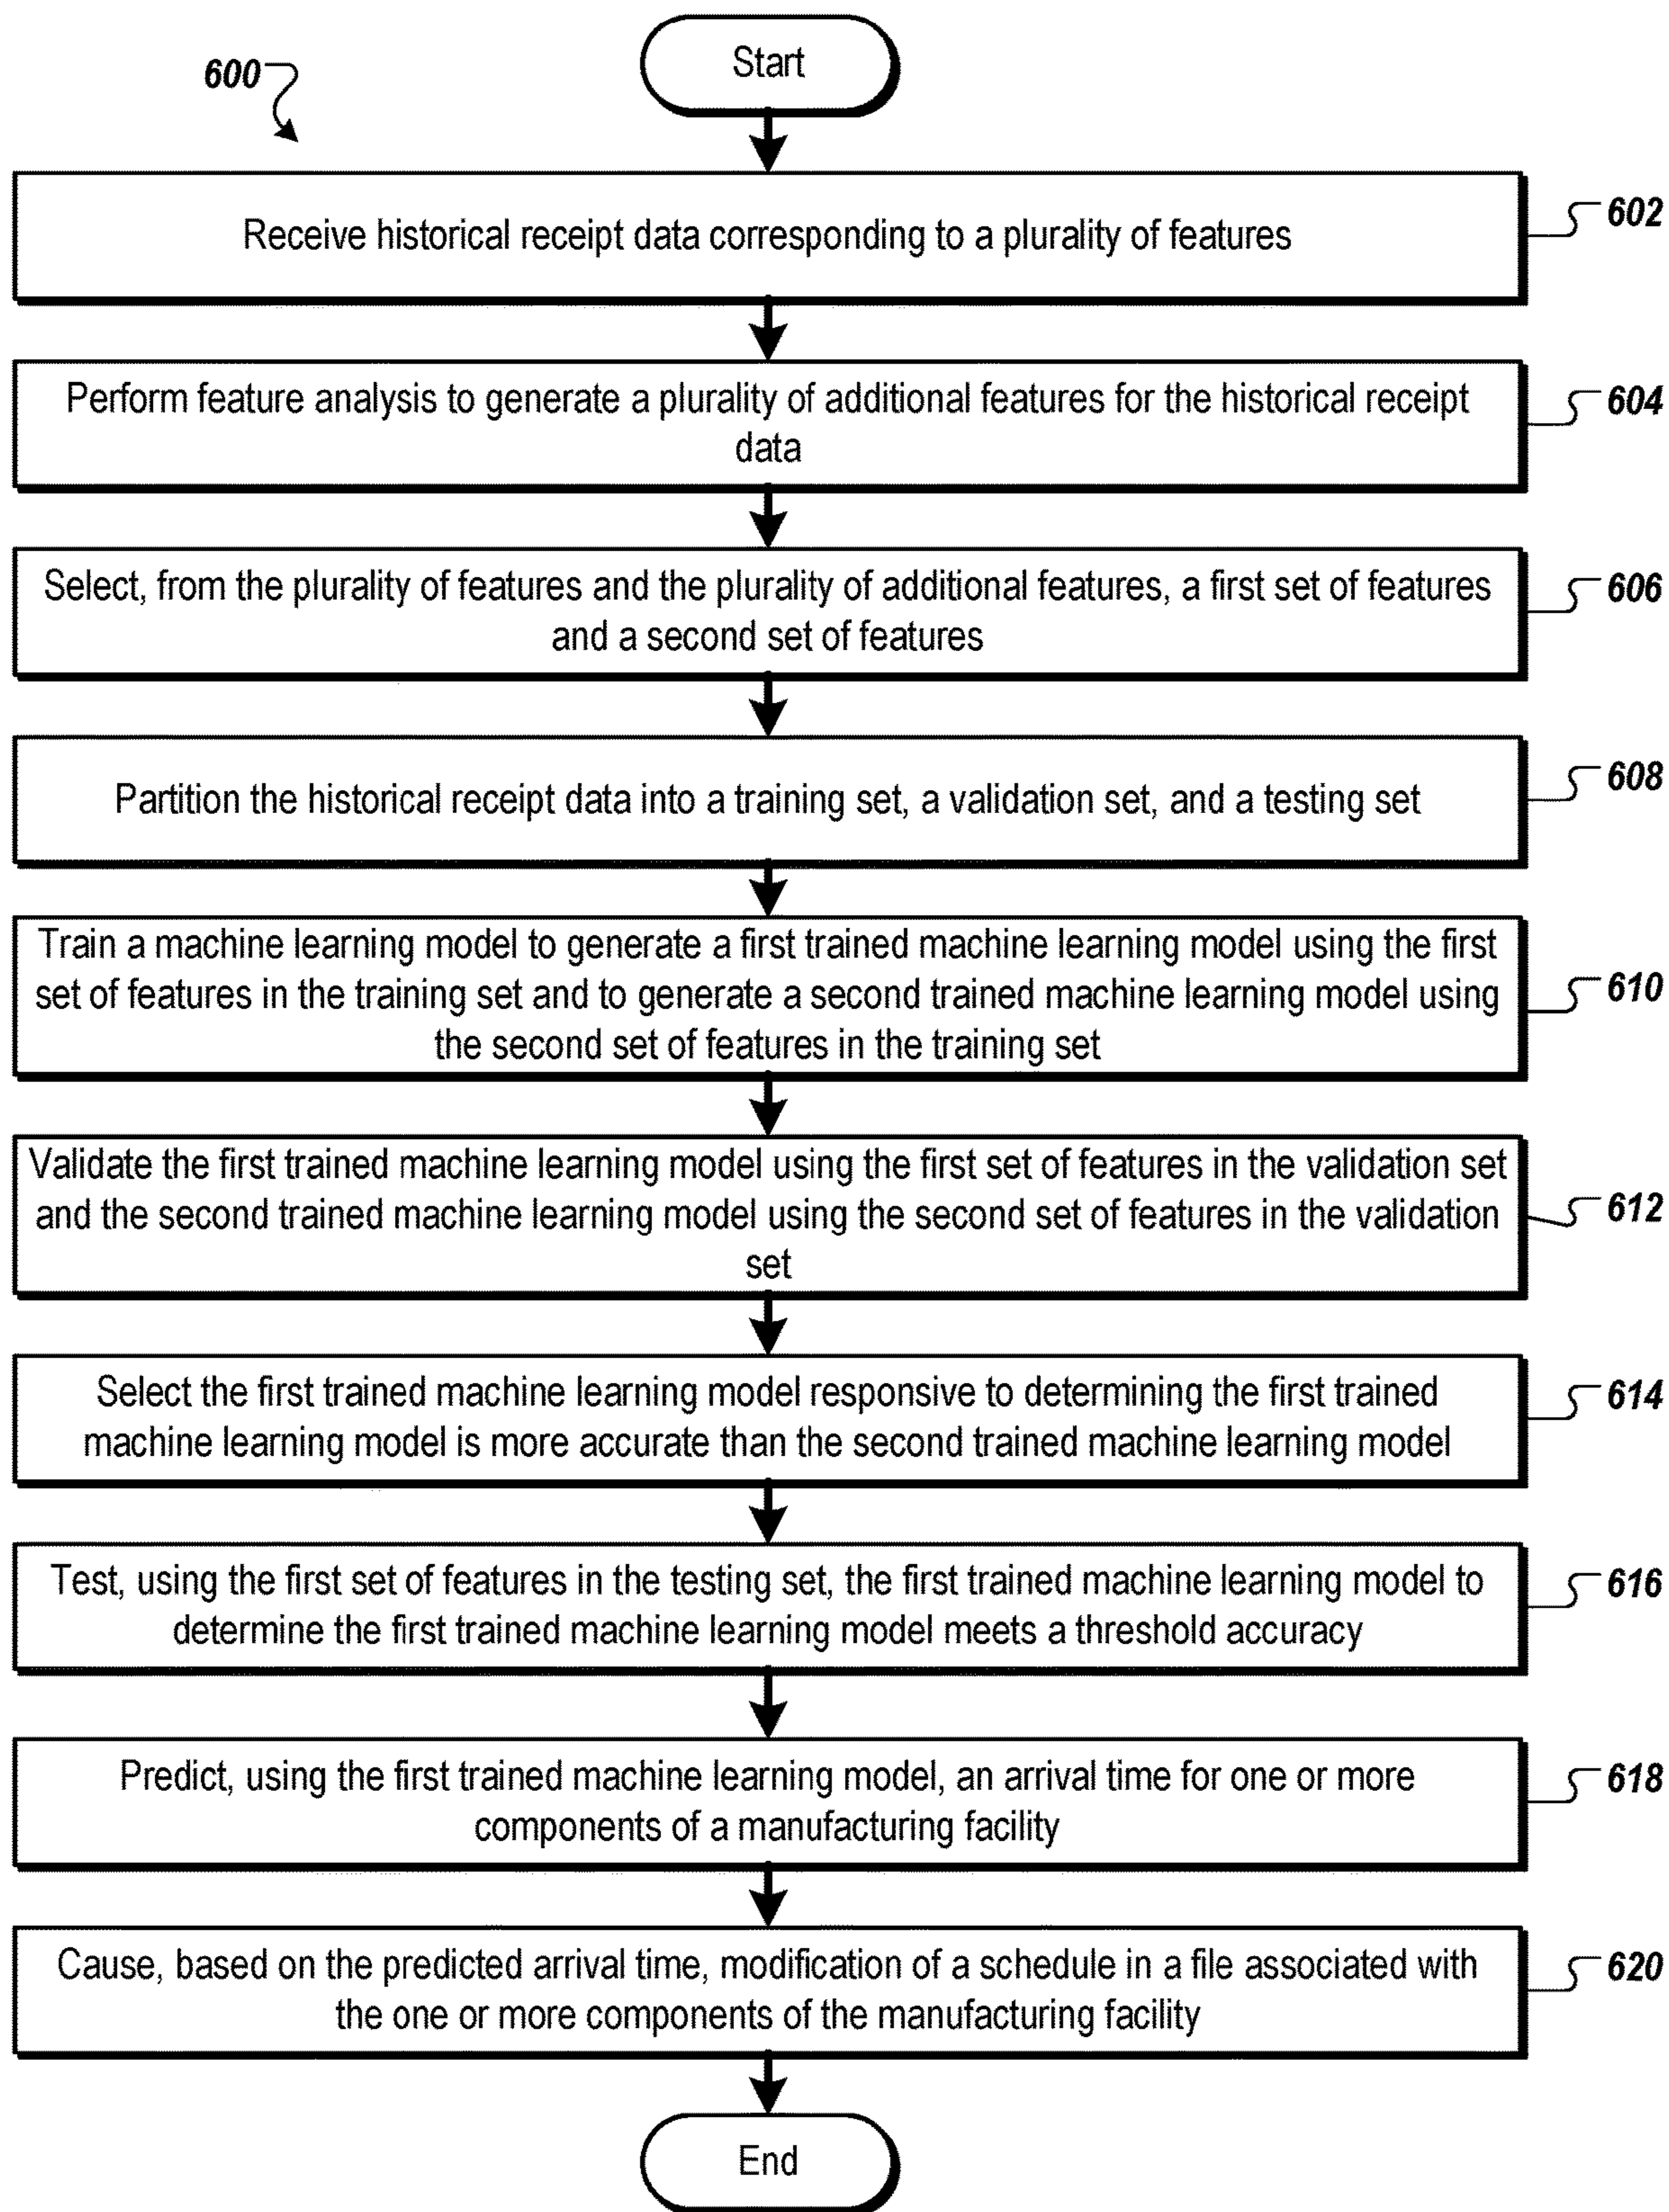 Start
600
Receive historical receipt data corresponding to a plurality of features
602
Perform feature analysis to generate a plurality of additional features for the historical receipt
data
604
Select, from the plurality of features and the plurality of additional features, a first set of features
and a second set of features
606
Partition the historical receipt data into a training set, a validation set, and a testing set
608
Train a machine learning model to generate a first trained machine learning model using the first
set of features in the training set and to generate a second trained machine learning model using
the second set of features in the training set
610
Validate the first trained machine learning model using the first set of features in the validation set
and the second trained machine learning model using the second set of features in the validation
set
612
Select the first trained machine learning model responsive to determining the first trained
machine learning model is more accurate than the second trained machine learning model
614
Test, using the first set of features in the testing set, the first trained machine learning model to
determine the first trained machine learning model meets a threshold accuracy
616
Predict, using the first trained machine learning model, an arrival time for one or more
components of a manufacturing facility
618
Cause, based on the predicted arrival time, modification of a schedule in a file associated with
the one or more components of the manufacturing facility
620
End